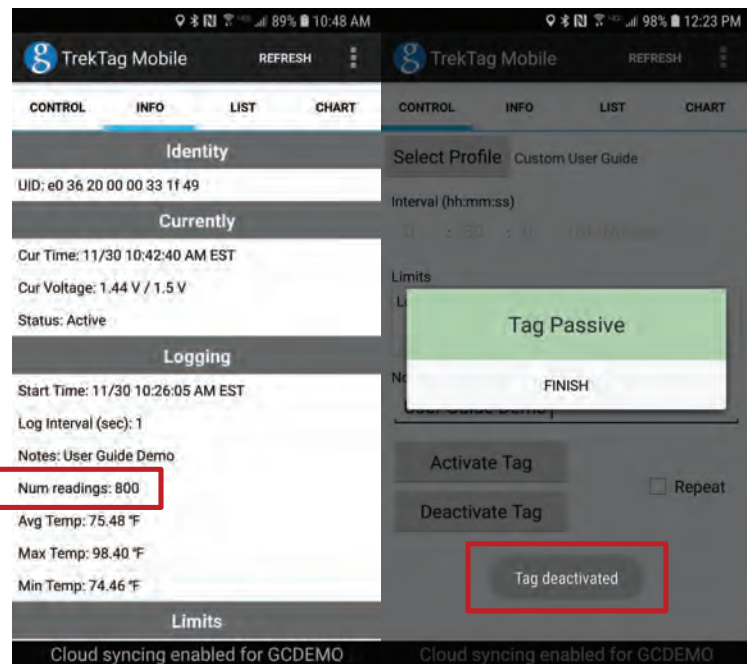 89% 10:48 AM
g TrekTag Mobile REFRESH
CONTROL INFO LIST CHART
Identity
UID: e0 36 20 00 00 33 1f 49
Currently
Cur Time: 11/30 10:42:40 AM EST
Cur Voltage: 1.44 V / 1.5 V
Status: Active
Logging
Start Time: 11/30 10:26:05 AM EST
Log Interval (sec): 1
Notes: User Guide Demo
Num readings: 800
Avg Temp: 75.48 °F
Max Temp: 98.40 °F
Min Temp: 74.46 °F
Limits
Cloud syncing enabled for GCDEMO
98% 12:23 PM
g TrekTag Mobile REFRESH
CONTROL INFO LIST CHART
Select Profile Custom User Guide
Interval (hh:mm:ss)
Limits
Tag Passive
FINISH
User Guide Demo
Activate Tag
Repeat
Deactivate Tag
Tag deactivated
Cloud syncing enabled for GCDEMO